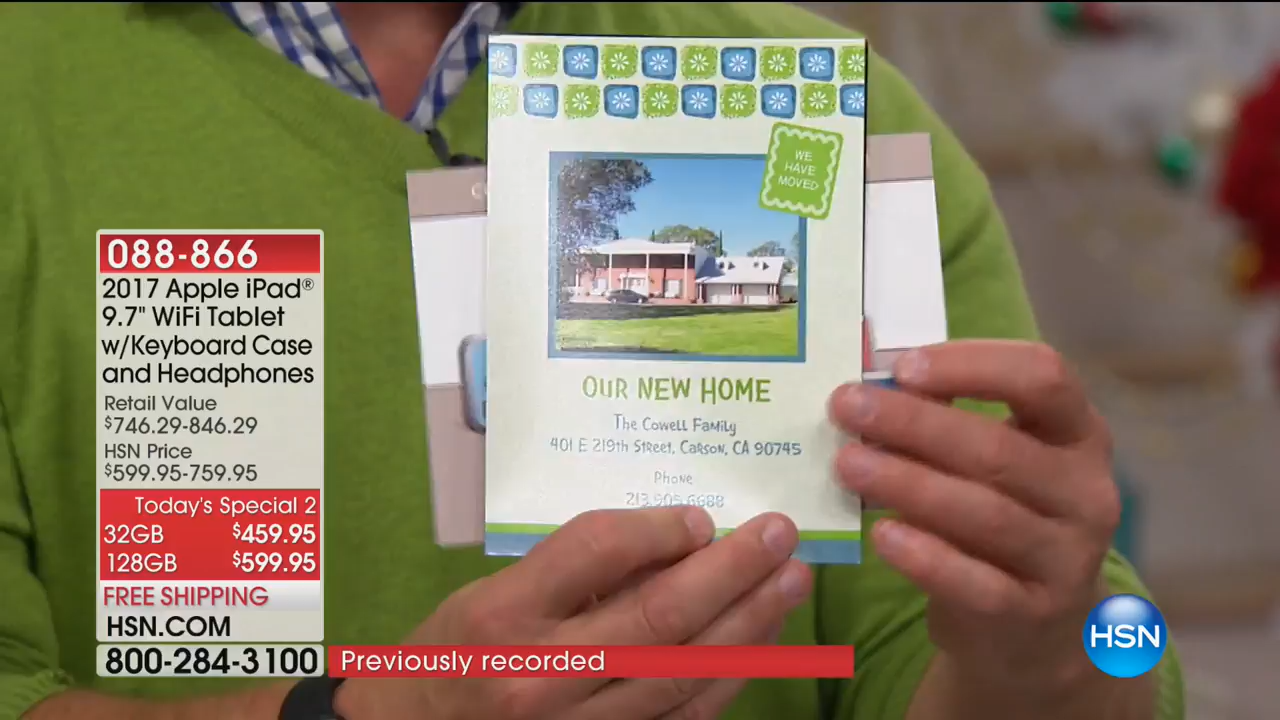 088-866
2017 Apple iPad®
9.7" WiFi Tablet
w/Keyboard Case
and Headphones
Retail Value
$746.29-846.29
HSN Price
$599.95-759.95
Today's Special 2
32GB $459.95
128GB $599.95
FREE SHIPPING
HSN.COM
800-284-3100
Previously recorded
WE
HAVE
MOVED
OUR NEW HOME
The Cowell Family
401 E 219th Street, Carson, CA 90745
Phone
213.905.6688
HSN